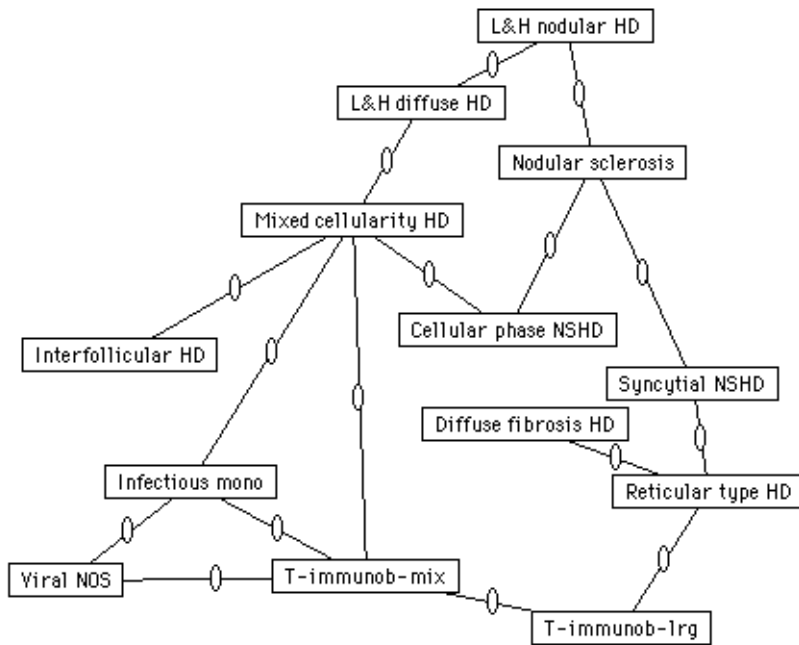 L&H nodular HD
L&H diffuse HD
Nodular sclerosis
Mixed cellularity HD
Cellular phase NSHD
Interfollicular HD
Syncytial NSHD
Diffuse fibrosis HD
Infectious mono
Reticular type HD
Viral NOS
T-immunob-mix
T-immunob-lrg